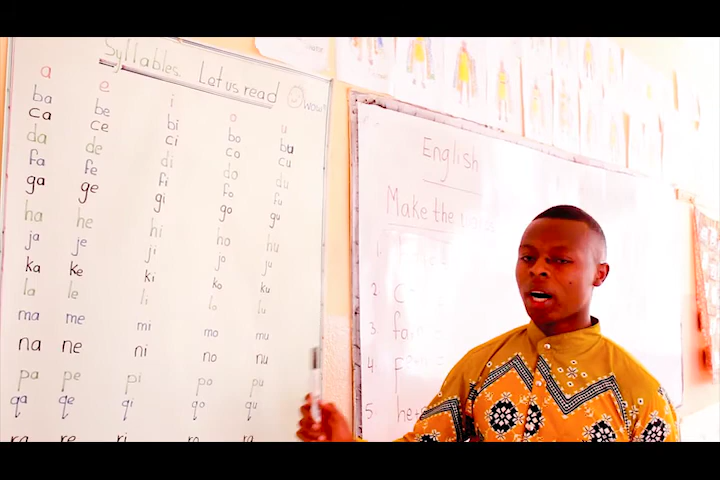 Syllables Let us read
a e i o u
ba be bi bo bu
ca ce ci co cu
da de di do du
fa fe fi fo fu
ga ge gi go gu
ha he hi ho hu
ja je ji jo ju
ka ke ki ko ku
la le li lo lu
ma me mi mo mu
na ne ni no nu
pa pe pi po pu
qa qe qi qo qu
ra re ri
English
Make the
2
3
4
5